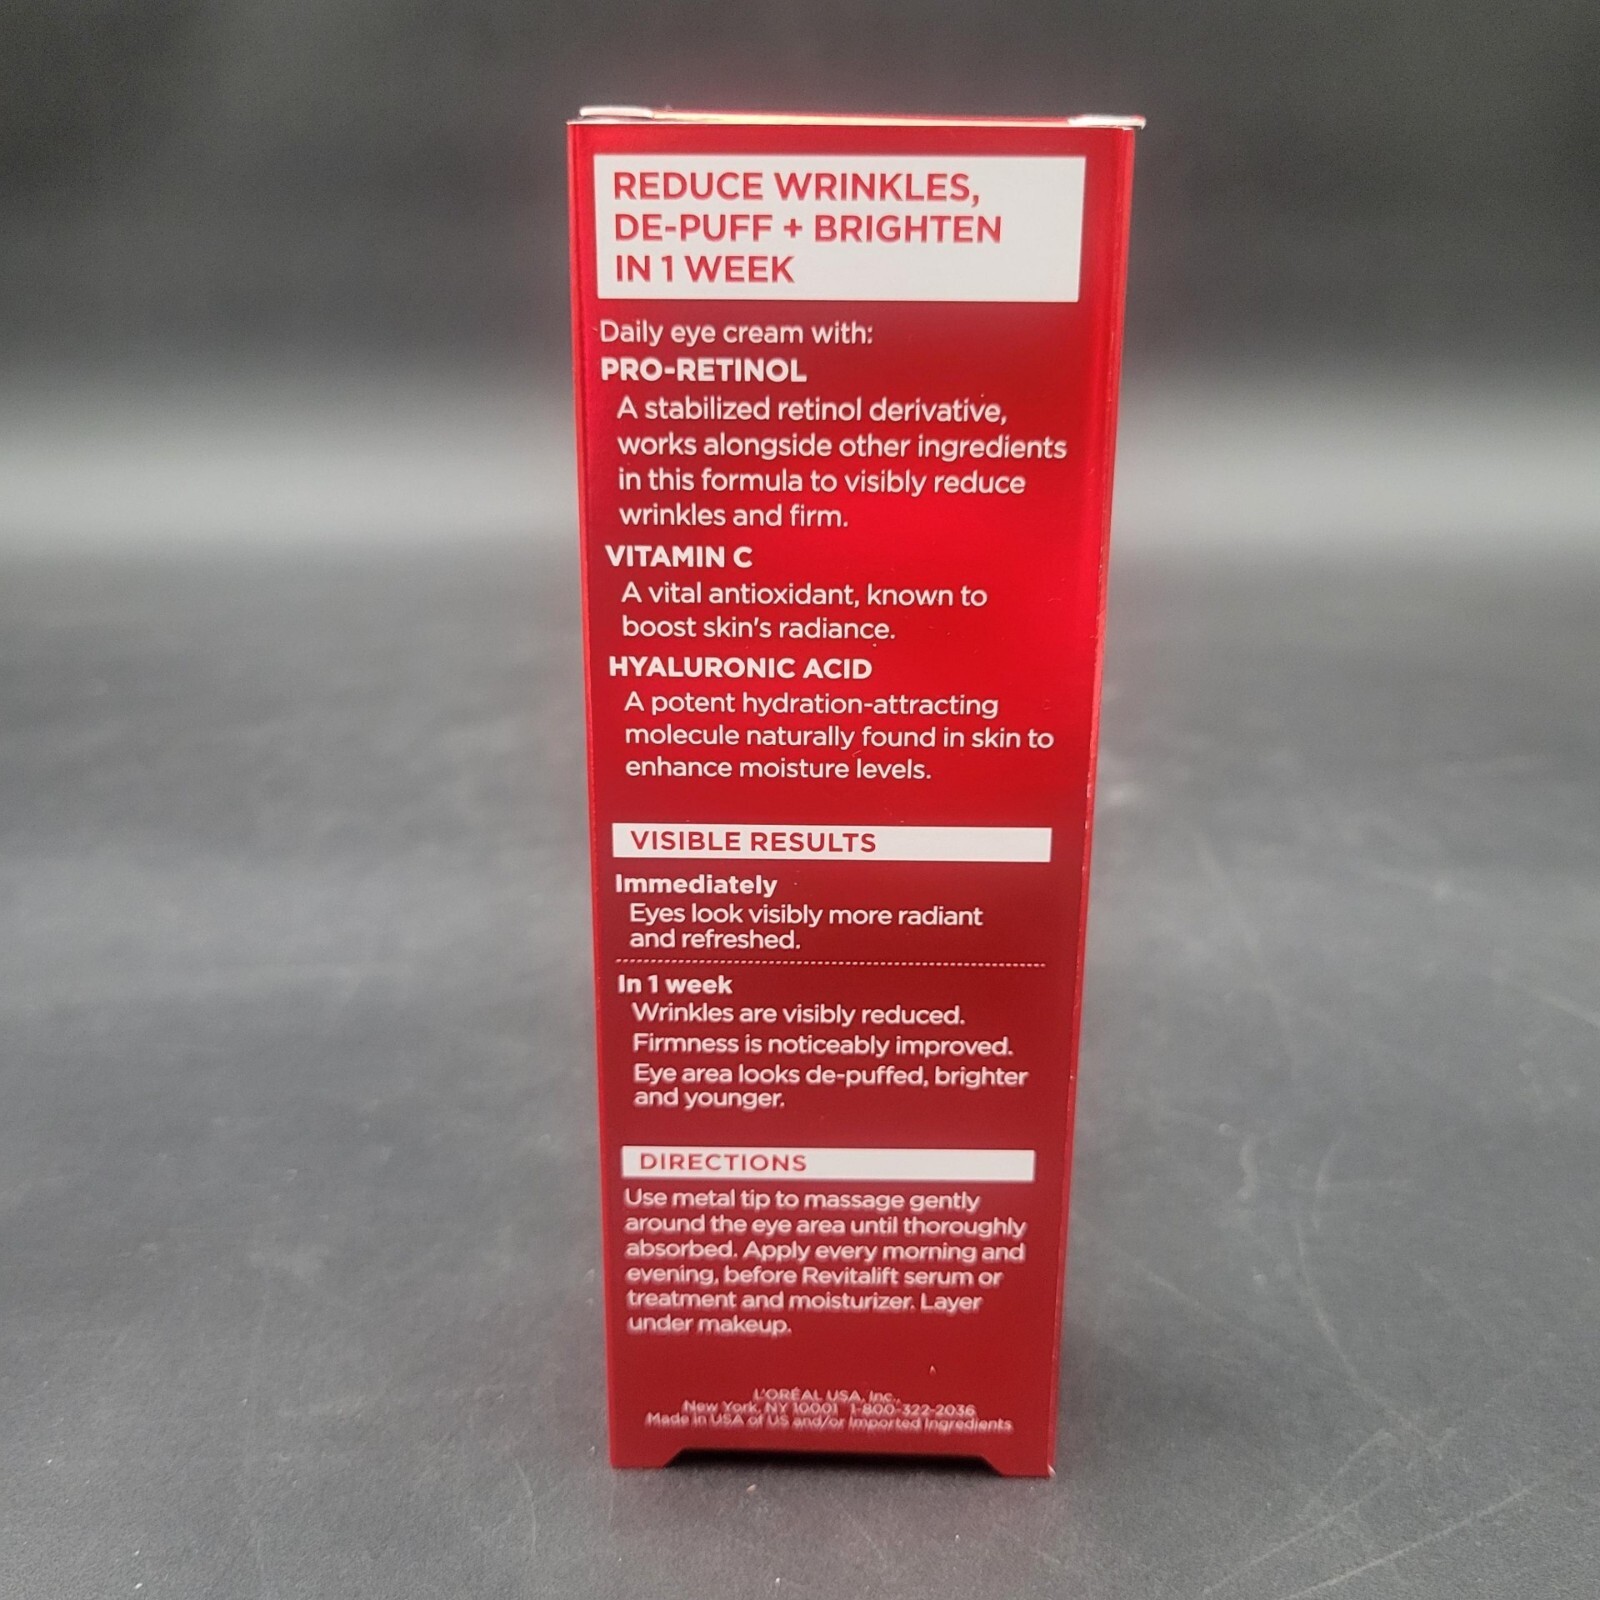 REDUCE WRINKLES,
DE-PUFF + BRIGHTEN
IN 1 WEEK
Daily eye cream with:
PRO-RETINOL
A stabilized retinol derivative,
works alongside other ingredients
in this formula to visibly reduce
wrinkles and firm.
VITAMIN C
A vital antioxidant, known to
boost skin's radiance.
HYALURONIC ACID
A potent hydration-attracting
molecule naturally found in skin to
enhance moisture levels.
VISIBLE RESULTS
Immediately
Eyes look visibly more radiant
and refreshed.
In 1 week
Wrinkles are visibly reduced.
Firmness is noticeably improved.
Eye area looks de-puffed, brighter
and younger.
DIRECTIONS
Use metal tip to massage gently
around the eye area until thoroughly
absorbed. Apply every morning and
evening, before Revitalift serum or
treatment and moisturizer. Layer
under makeup.
L'ORÉAL USA, Inc.,
New York, NY 10001 1-800-322-2036
Made in USA of US and/or Imported Ingredients